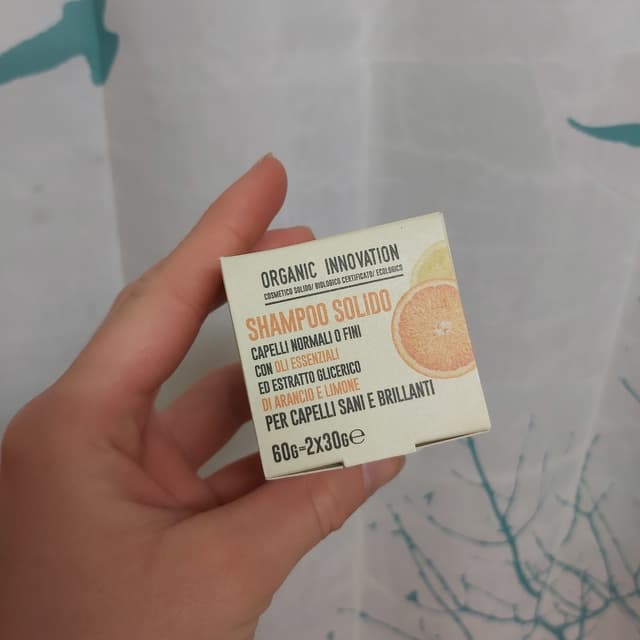 ORGANIC INNOVATION
COSMETICO SOLIDO/ BIOLOGICO CERTIFICATO/ ECOLOGICO
SHAMPOO SOLIDO
CAPELLI NORMALI O FINI
CON OLI ESSENZIALI
ED ESTRATTO GLICERICO
DI ARANCIO E LIMONE
PER CAPELLI SANI E BRILLANTI
60G=2X30G℮